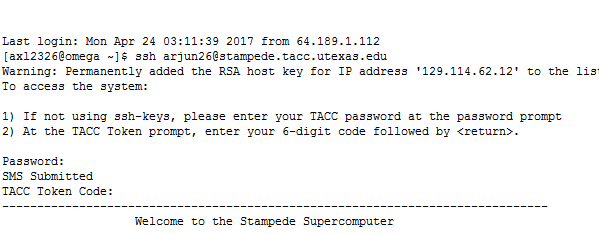 Last login: Mon Apr 24 03:11:39 2017 from 64.189.1.112
[axl2326@omega ~]$ ssh arjun26@stampede.tacc.utexas.edu
Warning: Permanently added the RSA host key for IP address '129.114.62.12' to the list
To access the system:
1) If not using ssh-keys, please enter your TACC password at the password prompt
2) At the TACC Token prompt, enter your 6-digit code followed by <return>.
Password:
SMS Submitted
TACC Token Code:
------------------------------------------------------------------------------
Welcome to the Stampede Supercomputer